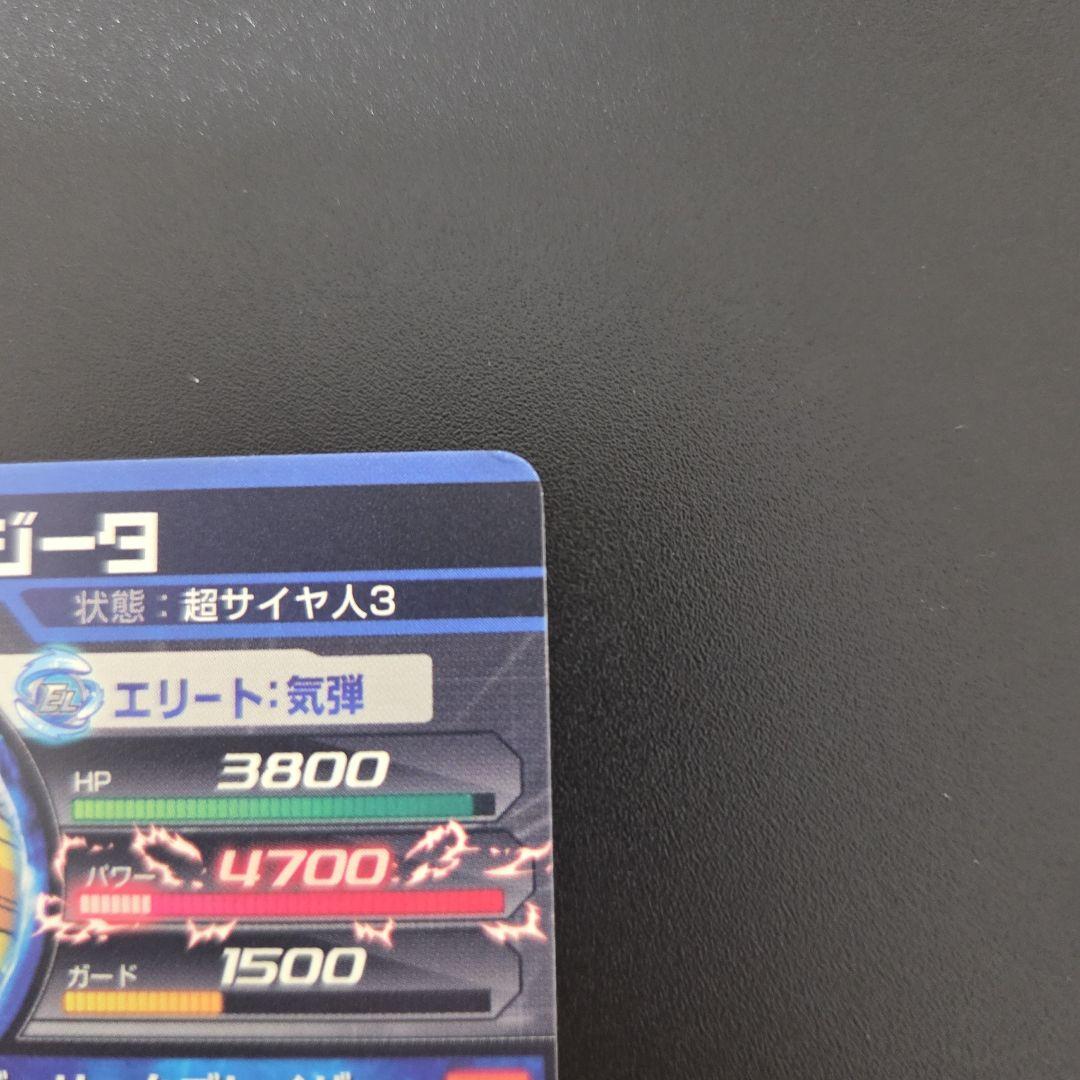 ジータ
状態：超サイヤ人3
EL エリート：気弾
HP 3800
パワー 4700
ガード 1500